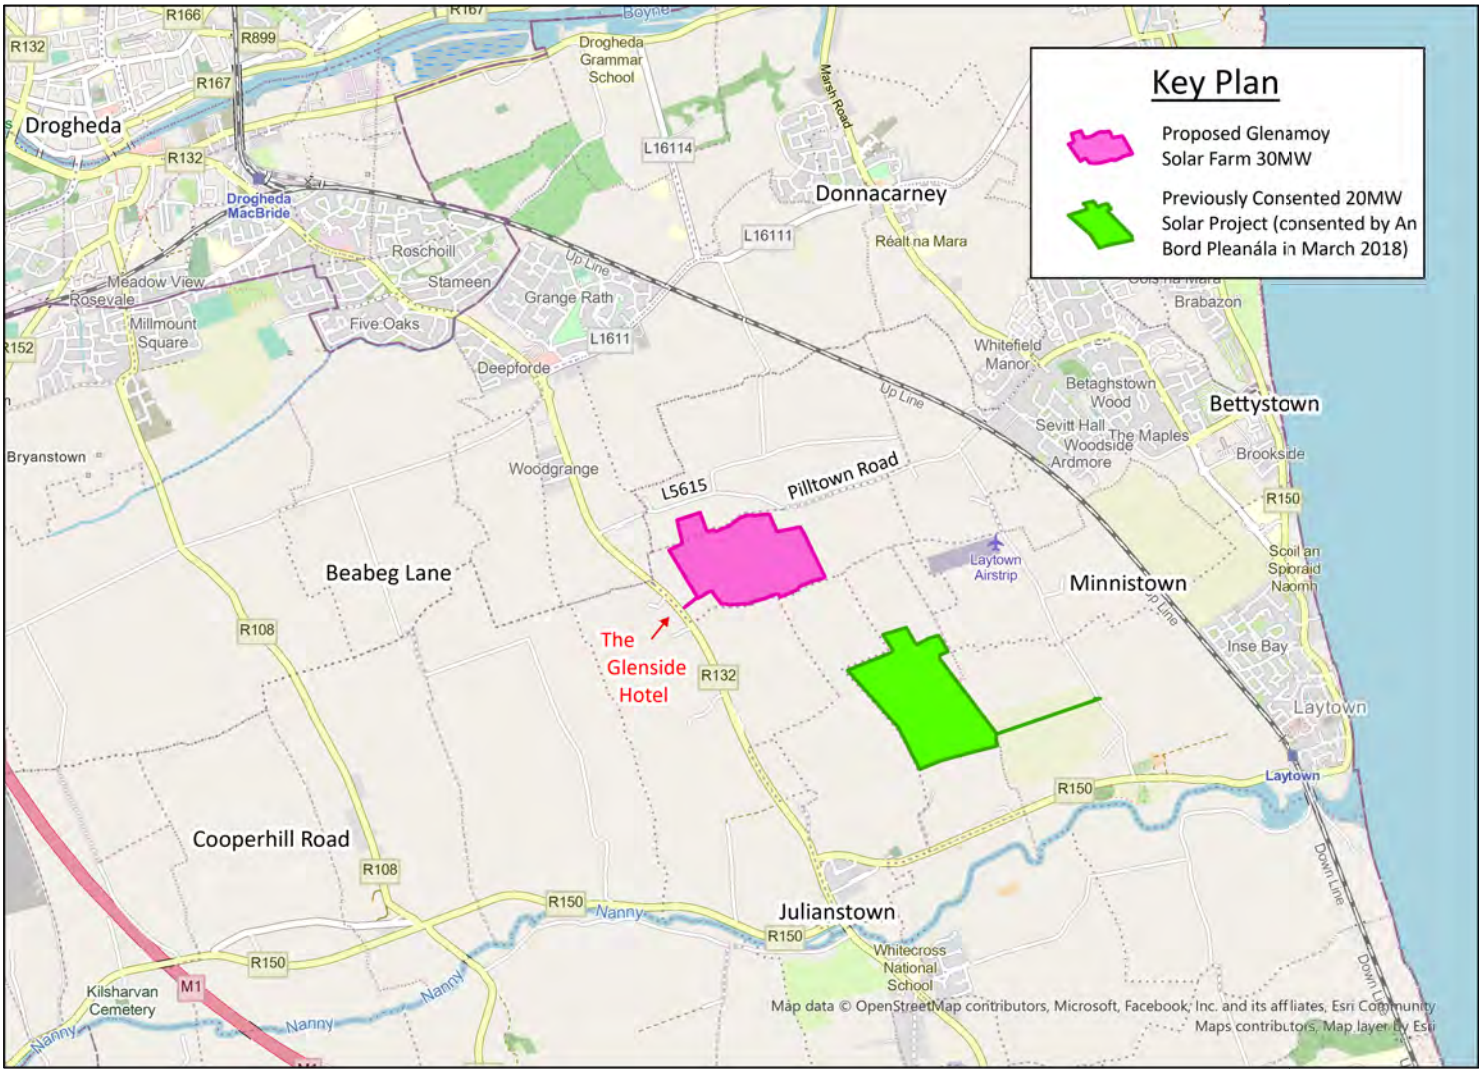 R166
R167
Boyne
R132
R899
Drogheda
Grammar
School
R167
Marsh Road
Key Plan
Proposed Glenamoy
Solar Farm 30MW
Previously Consented 20MW
Solar Project (consented by An
Bord Pleanála in March 2018)
Drogheda
R132
L16114
Drogheda
MacBride
Donnacarney
Roschoill
L16111
Réalt na Mara
Up Line
Meadow View
Stameen
Rosevale
Grange Rath
Brabazon
Millmount
Square
Five Oaks
L1611
R152
Whitefield
Manor
Deepforde
Up Line
Betaghstown
Wood
Bettystown
Sevitt Hall
The Maples
Woodside
Ardmore
Brookside
Bryanstown
Woodgrange
L5615
Pilltown Road
R150
Laytown
Airstrip
Scoil an
Spioraid
Naomh
Beabeg Lane
Minnistown
Up Line
R108
The
Glenside
Hotel
Inse Bay
R132
Laytown
Laytown
R150
Cooperhill Road
R108
Down Line
R150
Nanny
Julianstown
R150
Whitecross
National
School
R150
M1
Kilsharvan
Cemetery
Nanny
Down Line
Nanny
Nanny
Map data © OpenStreetMap contributors, Microsoft, Facebook, Inc. and its affiliates, Esri Community
Maps contributors, Map layer by Esri